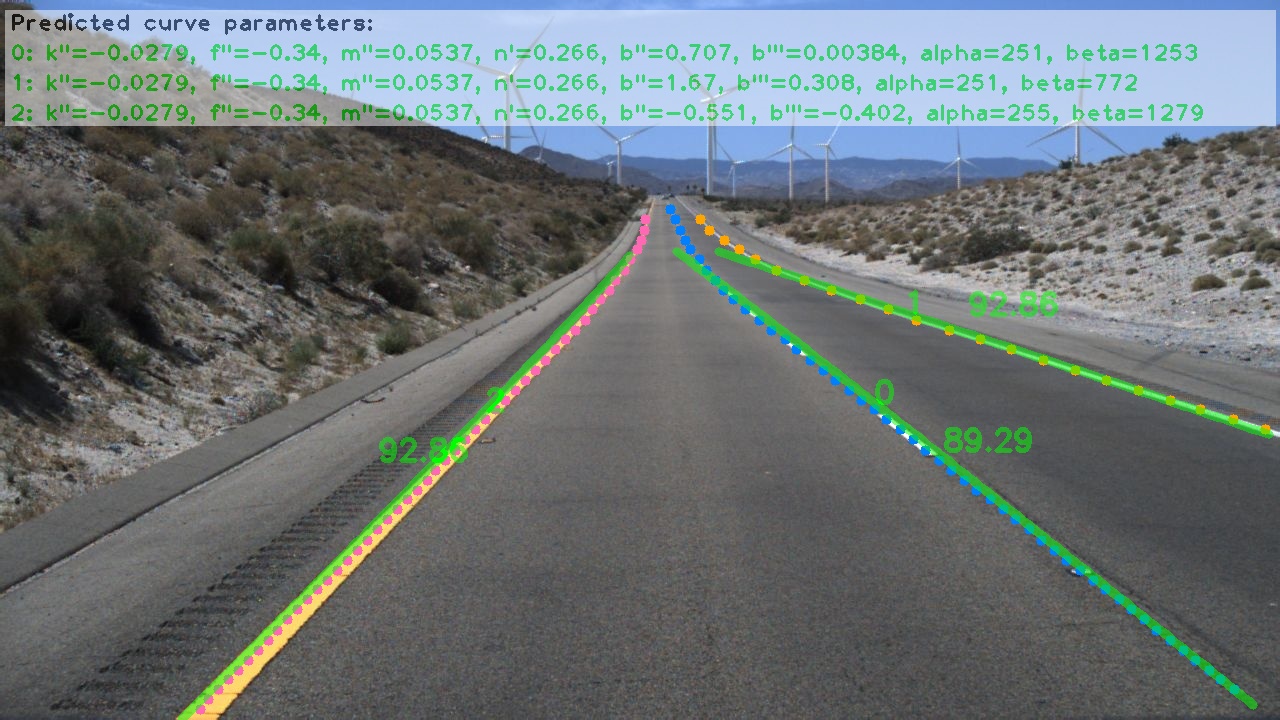 Predicted curve parameters:
0: k''=-0.0279, f''=-0.34, m''=0.0537, n'=0.266, b''=0.707, b'''=0.00384, alpha=251, beta=1253
1: k''=-0.0279, f''=-0.34, m''=0.0537, n'=0.266, b''=1.67, b'''=0.308, alpha=251, beta=772
2: k''=-0.0279, f''=-0.34, m''=0.0537, n'=0.266, b''=-0.551, b'''=-0.402, alpha=255, beta=1279
1 92.86
2 0
92.86 89.29